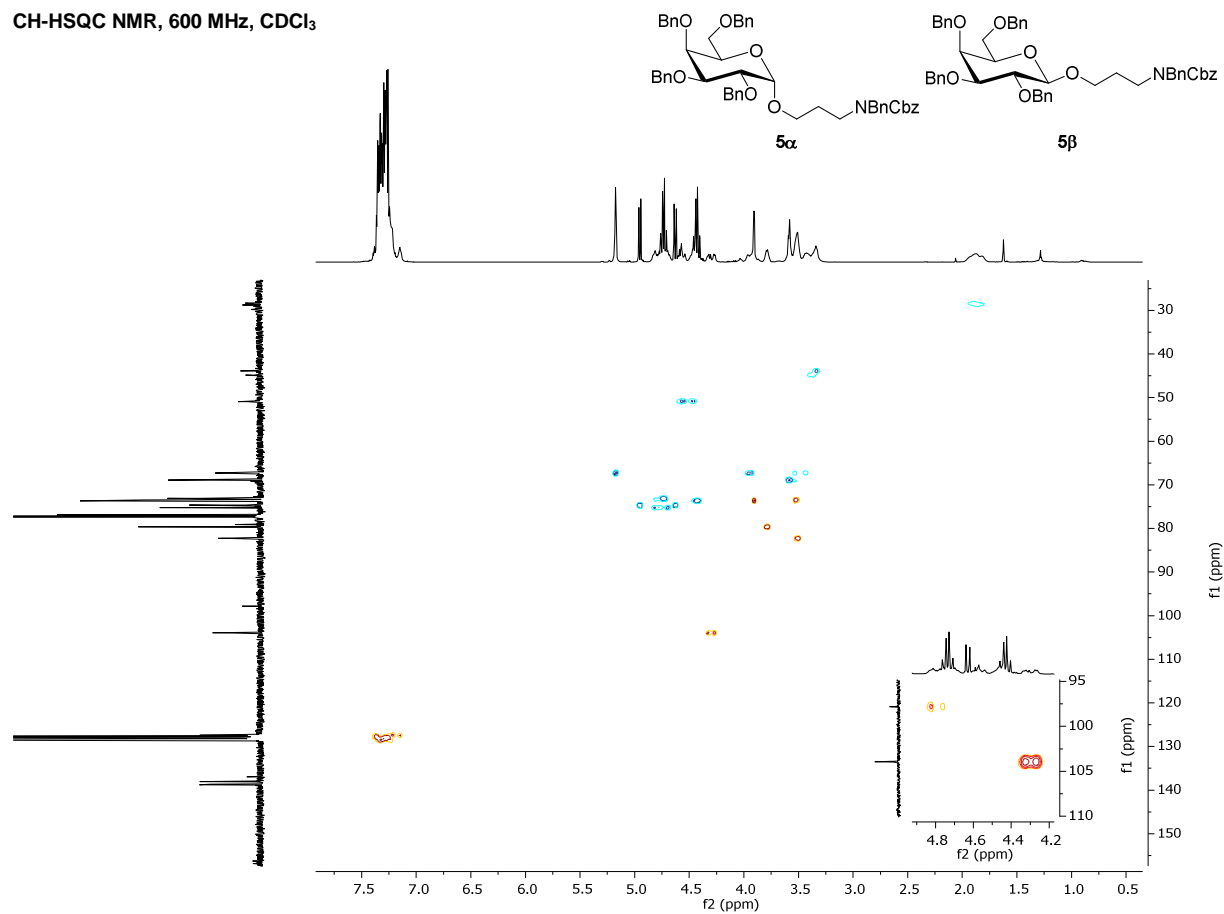 CH-HSQC NMR, 600 MHz, CDCl₃
BnO OBn
O
BnO
BnO
O
NBnCbz
5α
BnO OBn
O
BnO
O
OBn
NBnCbz
5β
30
40
50
60
70
80
90
100
110
120
130
140
150
f1 (ppm)
95
100
105
110
f1 (ppm)
4.8 4.6 4.4 4.2
f2 (ppm)
7.5 7.0 6.5 6.0 5.5 5.0 4.5 4.0 3.5 3.0 2.5 2.0 1.5 1.0 0.5
f2 (ppm)